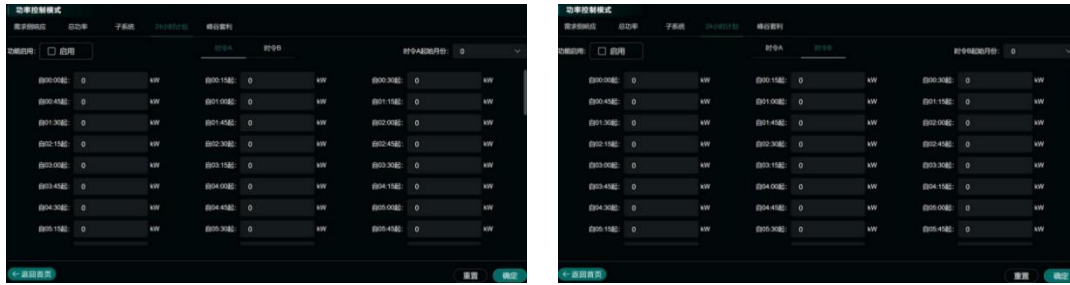 功率控制模式
需求侧响应 总功率 子系统 24小时计划 峰谷套利
功能启用: 启用 时令A 时令B 时令A起始月份: 0
自00:00起: 0 kW 自00:15起: 0 kW 自00:30起: 0 kW
自00:45起: 0 kW 自01:00起: 0 kW 自01:15起: 0 kW
自01:30起: 0 kW 自01:45起: 0 kW 自02:00起: 0 kW
自02:15起: 0 kW 自02:30起: 0 kW 自02:45起: 0 kW
自03:00起: 0 kW 自03:15起: 0 kW 自03:30起: 0 kW
自03:45起: 0 kW 自04:00起: 0 kW 自04:15起: 0 kW
自04:30起: 0 kW 自04:45起: 0 kW 自05:00起: 0 kW
自05:15起: 0 kW 自05:30起: 0 kW 自05:45起: 0 kW
←返回首页 重置 确定
功率控制模式
需求侧响应 总功率 子系统 24小时计划 峰谷套利
功能启用: 启用 时令A 时令B 时令B起始月份: 0
自00:00起: 0 kW 自00:15起: 0 kW 自00:30起: 0 kW
自00:45起: 0 kW 自01:00起: 0 kW 自01:15起: 0 kW
自01:30起: 0 kW 自01:45起: 0 kW 自02:00起: 0 kW
自02:15起: 0 kW 自02:30起: 0 kW 自02:45起: 0 kW
自03:00起: 0 kW 自03:15起: 0 kW 自03:30起: 0 kW
自03:45起: 0 kW 自04:00起: 0 kW 自04:15起: 0 kW
自04:30起: 0 kW 自04:45起: 0 kW 自05:00起: 0 kW
自05:15起: 0 kW 自05:30起: 0 kW 自05:45起: 0 kW
←返回首页 重置 确定